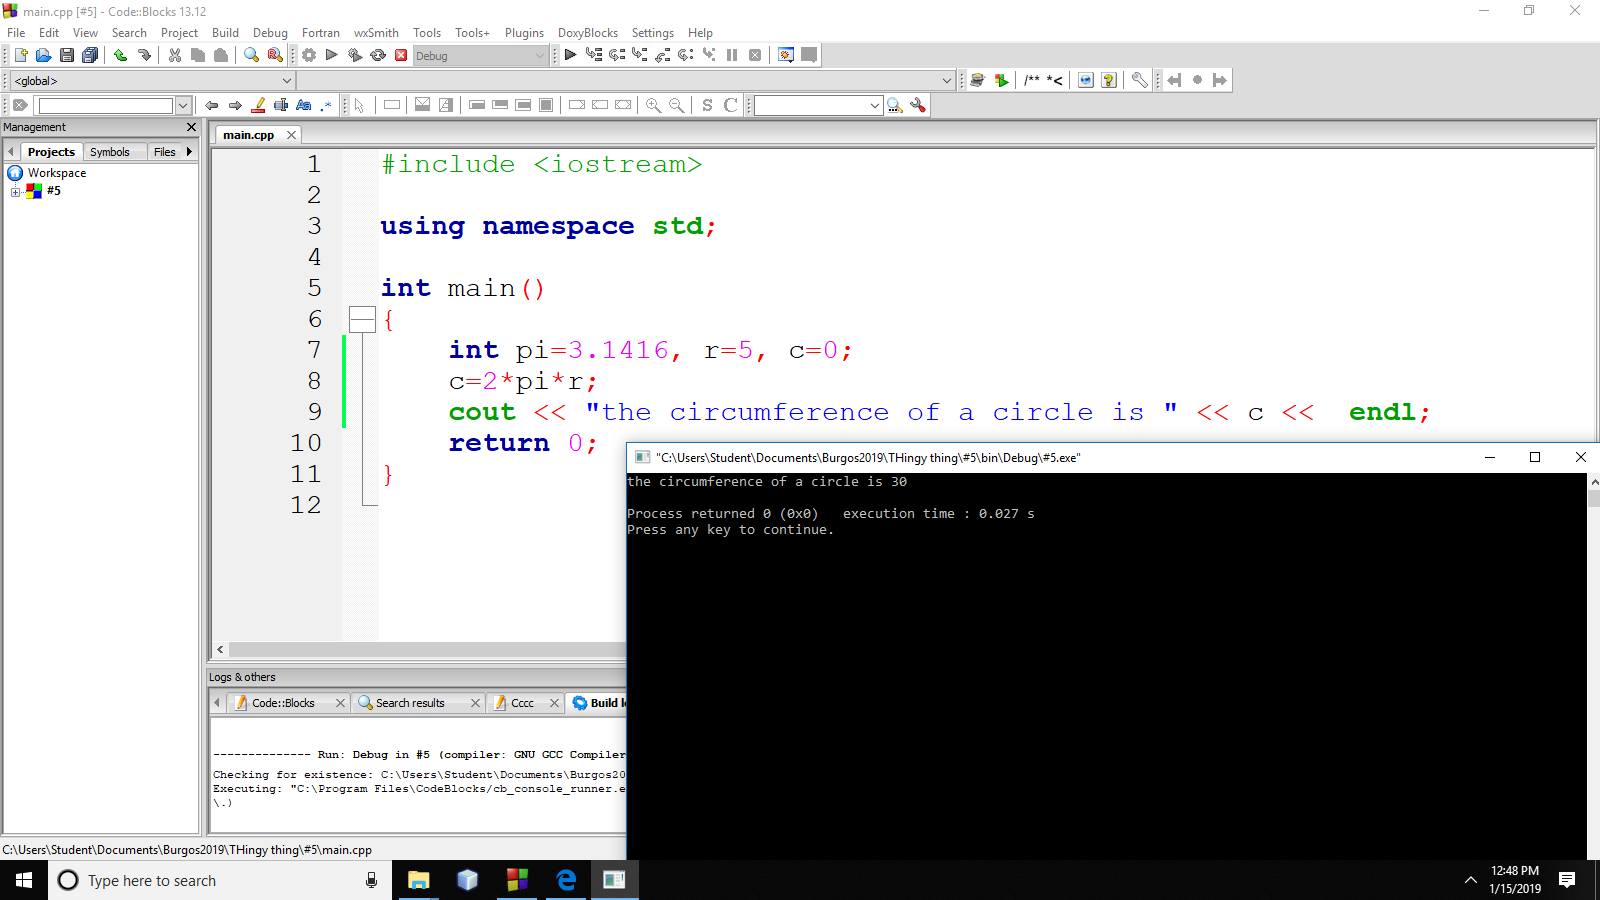 main.cpp [#5] - Code::Blocks 13.12
File Edit View Search Project Build Debug Fortran wxSmith Tools Tools+ Plugins DoxyBlocks Settings Help
Debug
<global>
/** *<
Aa .*
S C
Management
main.cpp
Projects Symbols Files
Workspace
#5
1 #include <iostream>
2
3 using namespace std;
4
5 int main()
6 {
7 int pi=3.1416, r=5, c=0;
8 c=2*pi*r;
9 cout << "the circumference of a circle is " << c << endl;
10 return 0;
11 }
12
"C:\Users\Student\Documents\Burgos2019\THingy thing\#5\bin\Debug\#5.exe"
the circumference of a circle is 30
Process returned 0 (0x0) execution time : 0.027 s
Press any key to continue.
Logs & others
Code::Blocks Search results Cccc Build l
-------------- Run: Debug in #5 (compiler: GNU GCC Compiler
Checking for existence: C:\Users\Student\Documents\Burgos20
Executing: "C:\Program Files\CodeBlocks/cb_console_runner.e
\.)
C:\Users\Student\Documents\Burgos2019\THingy thing\#5\main.cpp
Type here to search
12:48 PM
1/15/2019